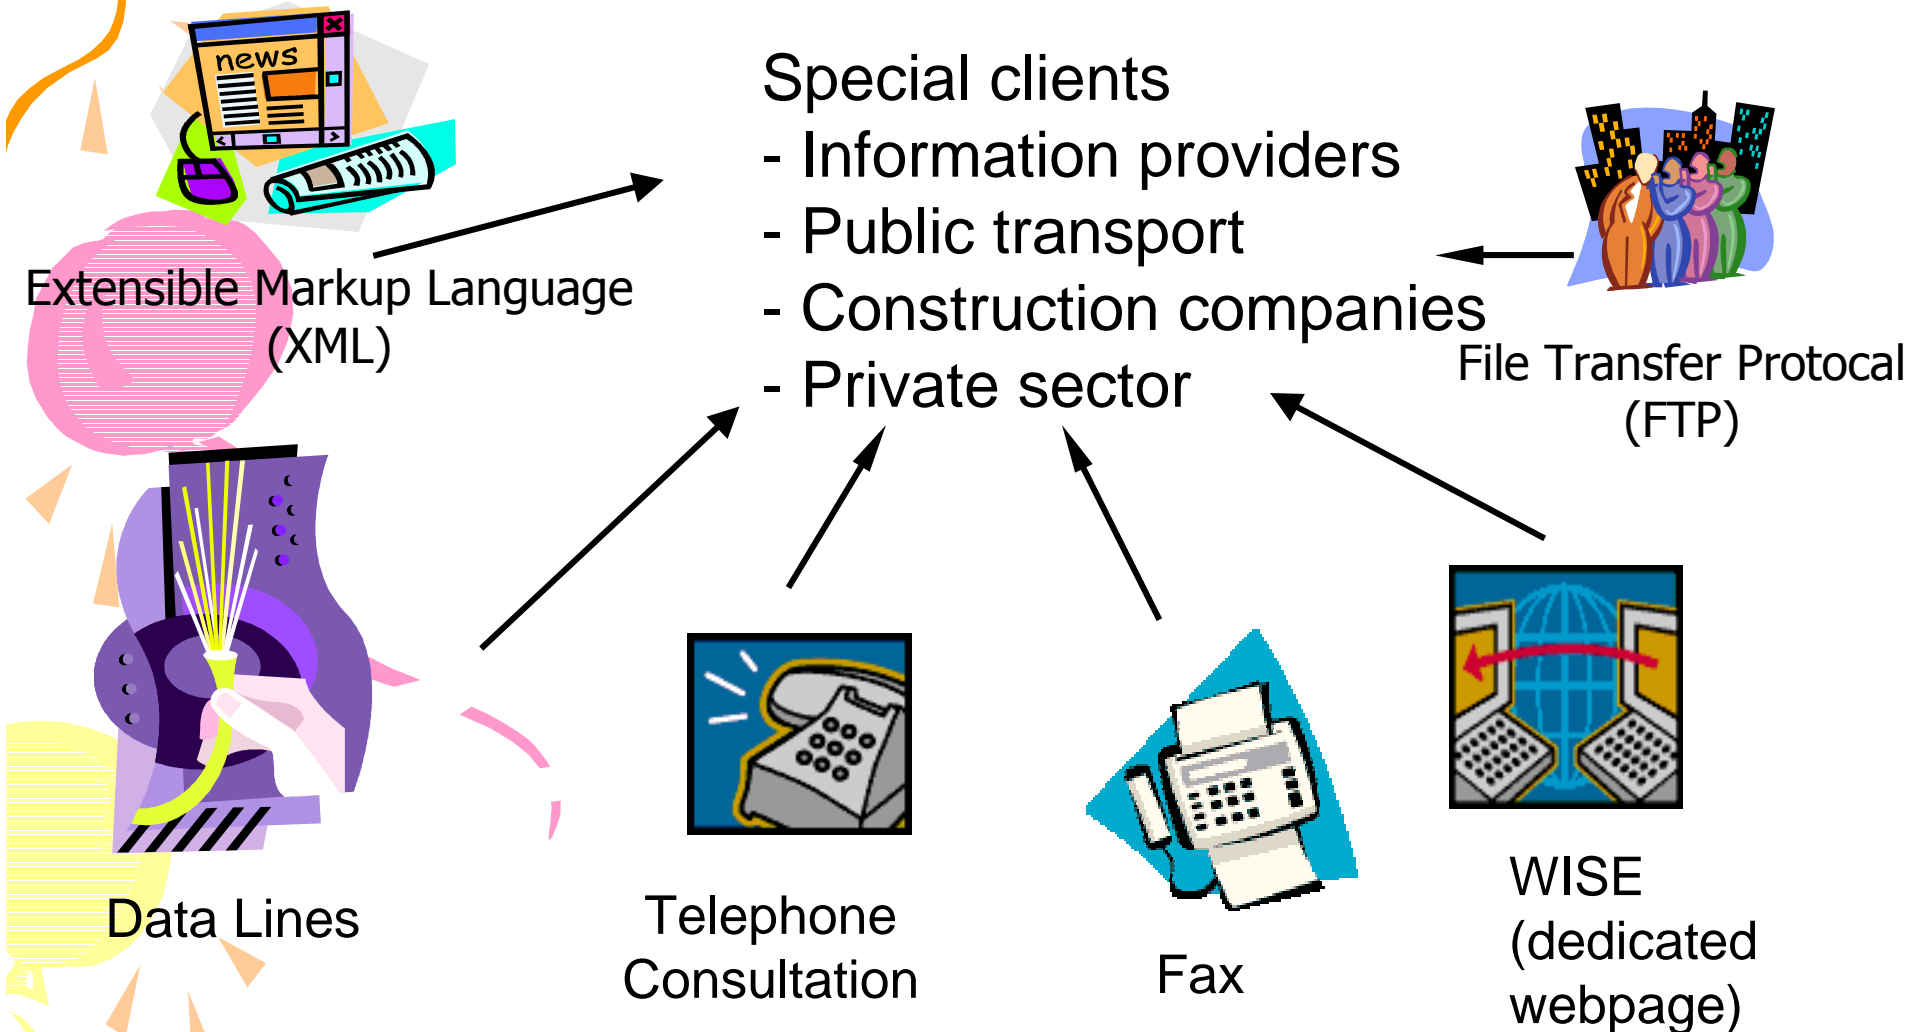 news
Special clients
- Information providers
- Public transport
- Construction companies
- Private sector
Extensible Markup Language
(XML)
File Transfer Protocal
(FTP)
Data Lines
Telephone
Consultation
Fax
WISE
(dedicated
webpage)